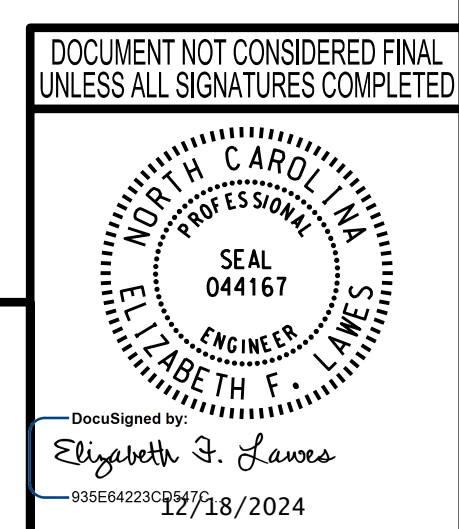 DOCUMENT NOT CONSIDERED FINAL
UNLESS ALL SIGNATURES COMPLETED
NORTH CAROLINA
PROFESSIONAL
SEAL
044167
ENGINEER
ELIZABETH F. LAWES
DocuSigned by:
Elizabeth F. Lawes
935E64223CD547C...
12/18/2024